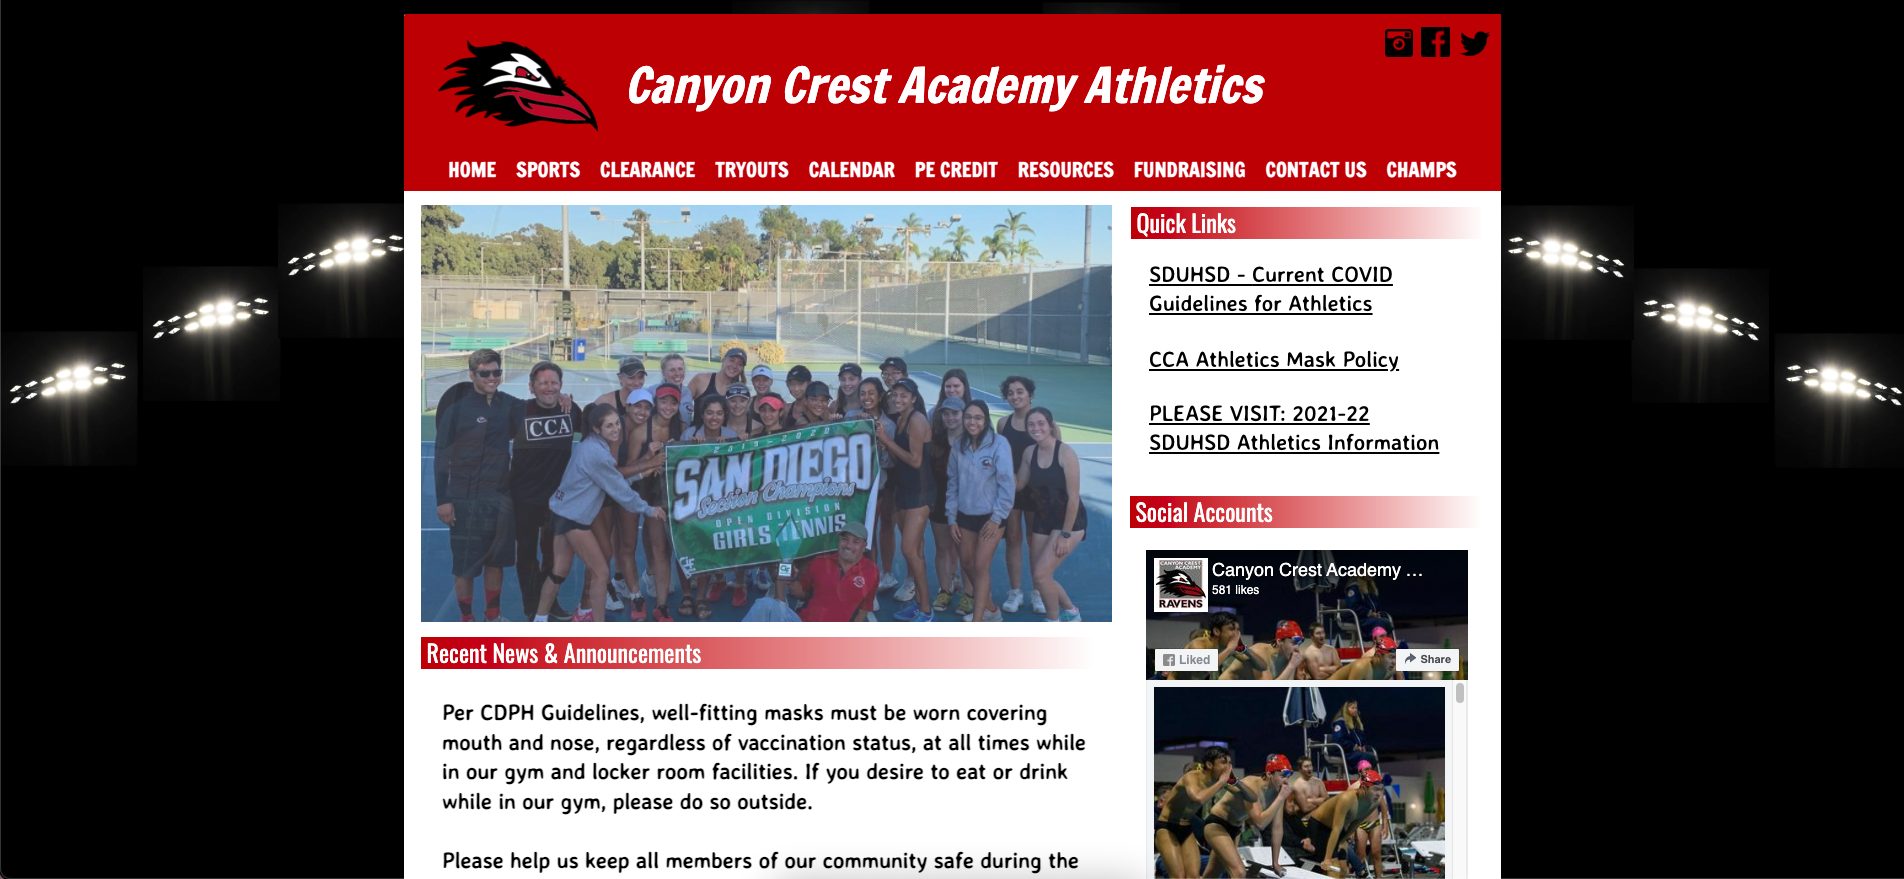 Canyon Crest Academy Athletics
HOME SPORTS CLEARANCE TRYOUTS CALENDAR PE CREDIT RESOURCES FUNDRAISING CONTACT US CHAMPS
CCA
2019-2020
SAN DIEGO
Section Champions
OPEN DIVISION
GIRLS TENNIS
CIF
Recent News & Announcements
Per CDPH Guidelines, well-fitting masks must be worn covering
mouth and nose, regardless of vaccination status, at all times while
in our gym and locker room facilities. If you desire to eat or drink
while in our gym, please do so outside.
Please help us keep all members of our community safe during the
Quick Links
SDUHSD - Current COVID
Guidelines for Athletics
CCA Athletics Mask Policy
PLEASE VISIT: 2021-22
SDUHSD Athletics Information
Social Accounts
CANYON CREST
ACADEMY
RAVENS
Canyon Crest Academy ...
581 likes
Liked
Share